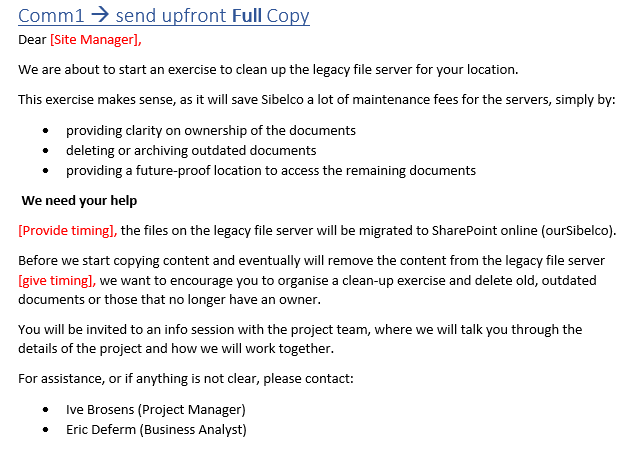 Comm1 → send upfront Full Copy
Dear [Site Manager],
We are about to start an exercise to clean up the legacy file server for your location.
This exercise makes sense, as it will save Sibelco a lot of maintenance fees for the servers, simply by:
• providing clarity on ownership of the documents
• deleting or archiving outdated documents
• providing a future-proof location to access the remaining documents
We need your help
[Provide timing], the files on the legacy file server will be migrated to SharePoint online (ourSibelco).
Before we start copying content and eventually will remove the content from the legacy file server
[give timing], we want to encourage you to organise a clean-up exercise and delete old, outdated
documents or those that no longer have an owner.
You will be invited to an info session with the project team, where we will talk you through the
details of the project and how we will work together.
For assistance, or if anything is not clear, please contact:
• Ive Brosens (Project Manager)
• Eric Deferm (Business Analyst)